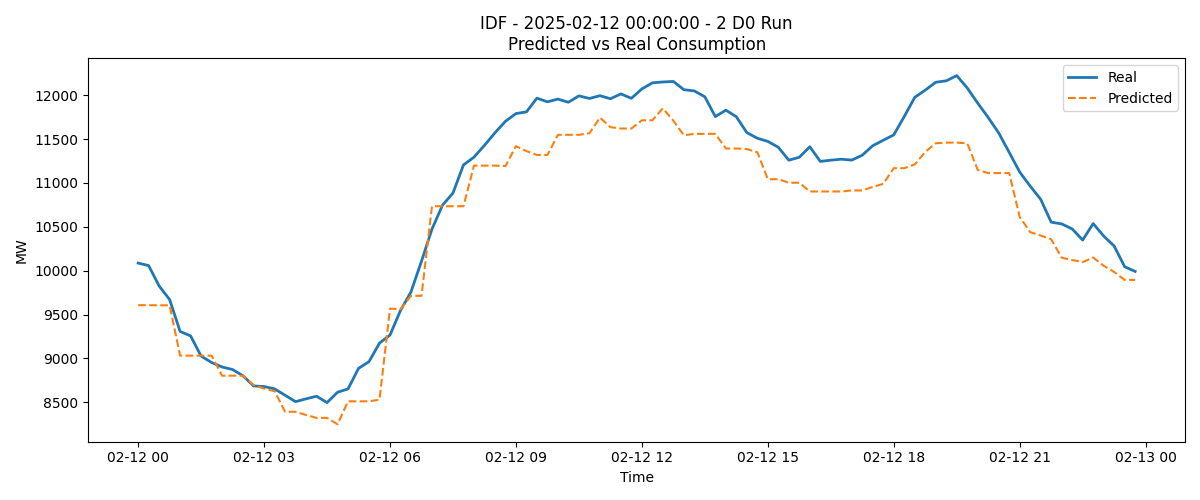 IDF - 2025-02-12 00:00:00 - 2 D0 Run
Predicted vs Real Consumption
Real
Predicted
MW
12000
11500
11000
10500
10000
9500
9000
8500
02-12 00 02-12 03 02-12 06 02-12 09 02-12 12 02-12 15 02-12 18 02-12 21 02-13 00
Time